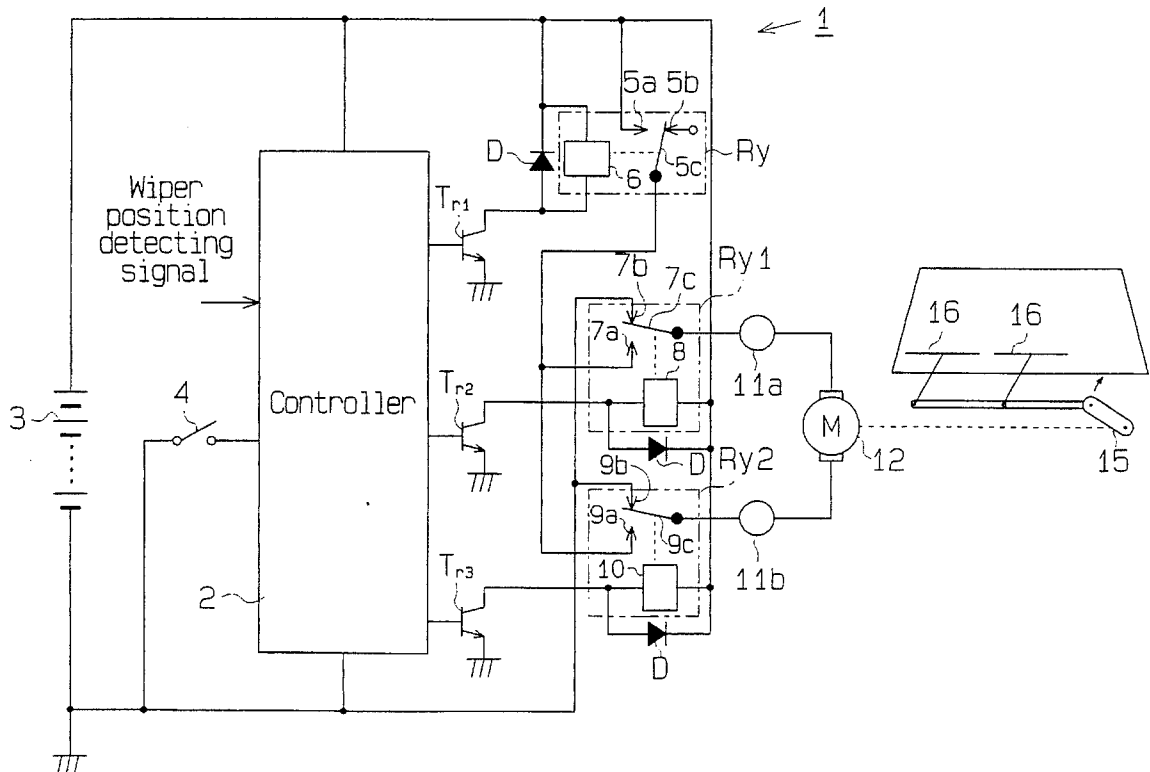 1
5a 5b
D
6
5c
Ry
Wiper
position
detecting
signal
Tr1
Ry1
7b
7c
7a
8
11a
16
16
3
4
Controller
Tr2
M
12
15
D
Ry2
9b
9a
9c
10
11b
Tr3
2
D